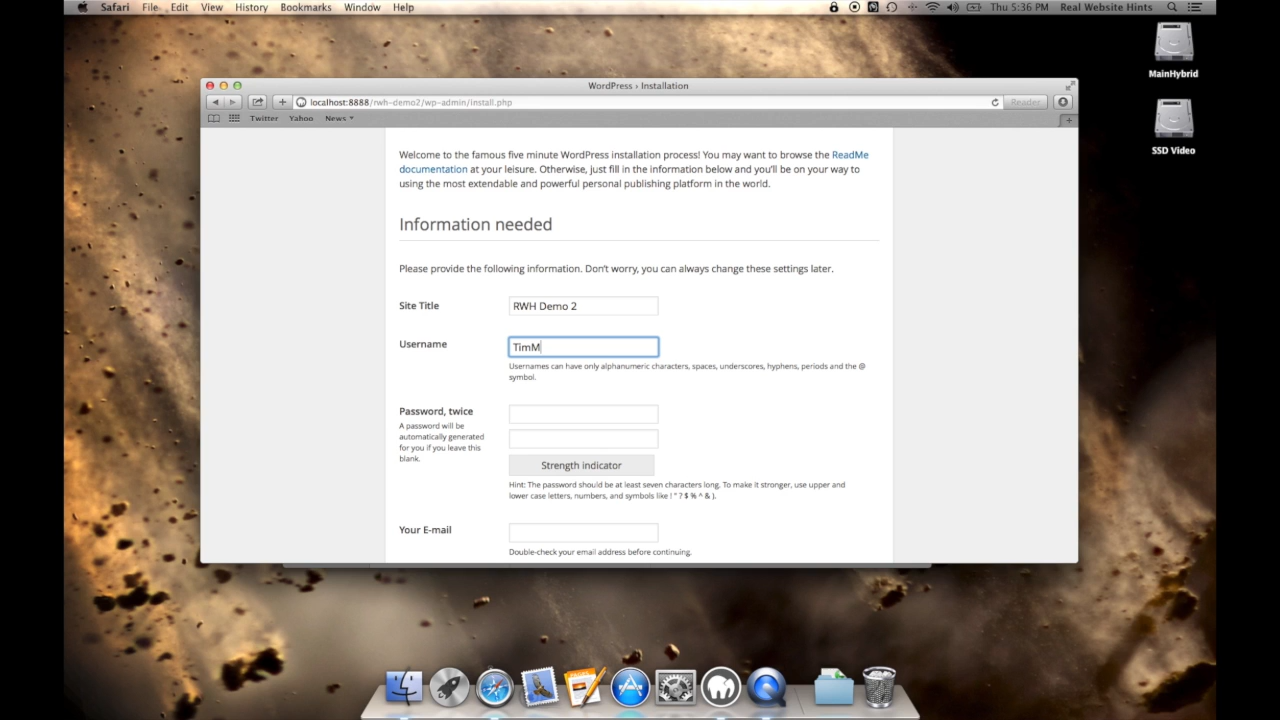 Safari File Edit View History Bookmarks Window Help Thu 5:36 PM Real Website Hints
MainHybrid
SSD Video
WordPress › Installation
localhost:8888/rwh-demo2/wp-admin/install.php Reader
Twitter Yahoo News
Welcome to the famous five minute WordPress installation process! You may want to browse the ReadMe
documentation at your leisure. Otherwise, just fill in the information below and you'll be on your way to
using the most extendable and powerful personal publishing platform in the world.
Information needed
Please provide the following information. Don't worry, you can always change these settings later.
Site Title RWH Demo 2
Username TimM
Usernames can have only alphanumeric characters, spaces, underscores, hyphens, periods and the @
symbol.
Password, twice
A password will be
automatically generated
for you if you leave this
blank.
Strength indicator
Hint: The password should be at least seven characters long. To make it stronger, use upper and
lower case letters, numbers, and symbols like ! " ? $ % ^ & ).
Your E-mail
Double-check your email address before continuing.